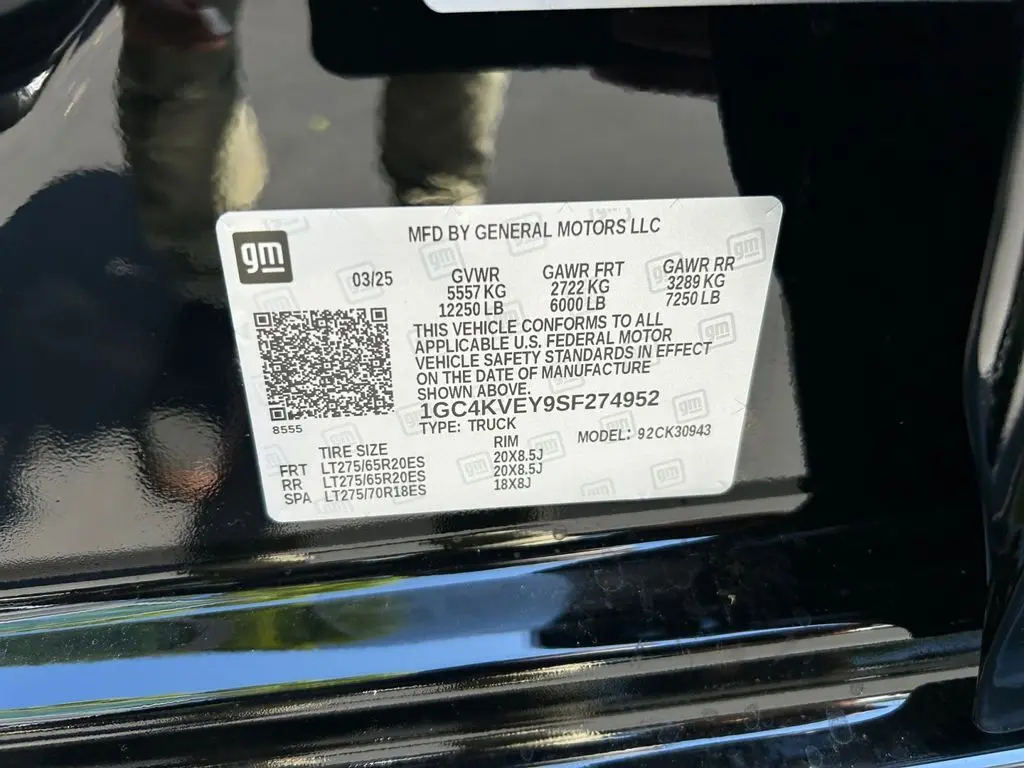 gm
MFD BY GENERAL MOTORS LLC
03/25
GVWR GAWR FRT GAWR RR
5557 KG 2722 KG 3289 KG
12250 LB 6000 LB 7250 LB
THIS VEHICLE CONFORMS TO ALL
APPLICABLE U.S. FEDERAL MOTOR
VEHICLE SAFETY STANDARDS IN EFFECT
ON THE DATE OF MANUFACTURE
SHOWN ABOVE.
1GC4KVEY9SF274952
8555
TYPE: TRUCK
MODEL: 92CK30943
TIRE SIZE RIM
FRT LT275/65R20ES 20X8.5J
RR LT275/65R20ES 20X8.5J
SPA LT275/70R18ES 18X8J